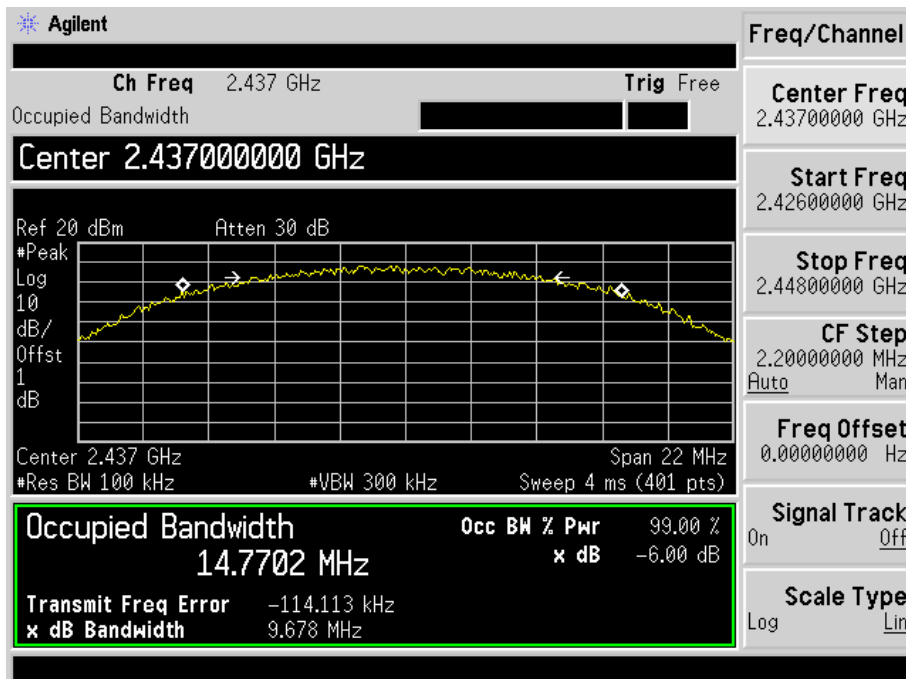 Agilent
Freq/Channel
Ch Freq 2.437 GHz Trig Free
Occupied Bandwidth
Center 2.437000000 GHz
Ref 20 dBm Atten 30 dB
#Peak
Log
10
dB/
Offst
1
dB
Center 2.437 GHz Span 22 MHz
#Res BW 100 kHz #VBW 300 kHz Sweep 4 ms (401 pts)
Occupied Bandwidth
14.7702 MHz
Occ BW % Pwr 99.00 %
x dB -6.00 dB
Transmit Freq Error -114.113 kHz
x dB Bandwidth 9.678 MHz
Center Freq
2.43700000 GHz
Start Freq
2.42600000 GHz
Stop Freq
2.44800000 GHz
CF Step
2.20000000 MHz
Auto Man
Freq Offset
0.00000000 Hz
Signal Track
On Off
Scale Type
Log Lin